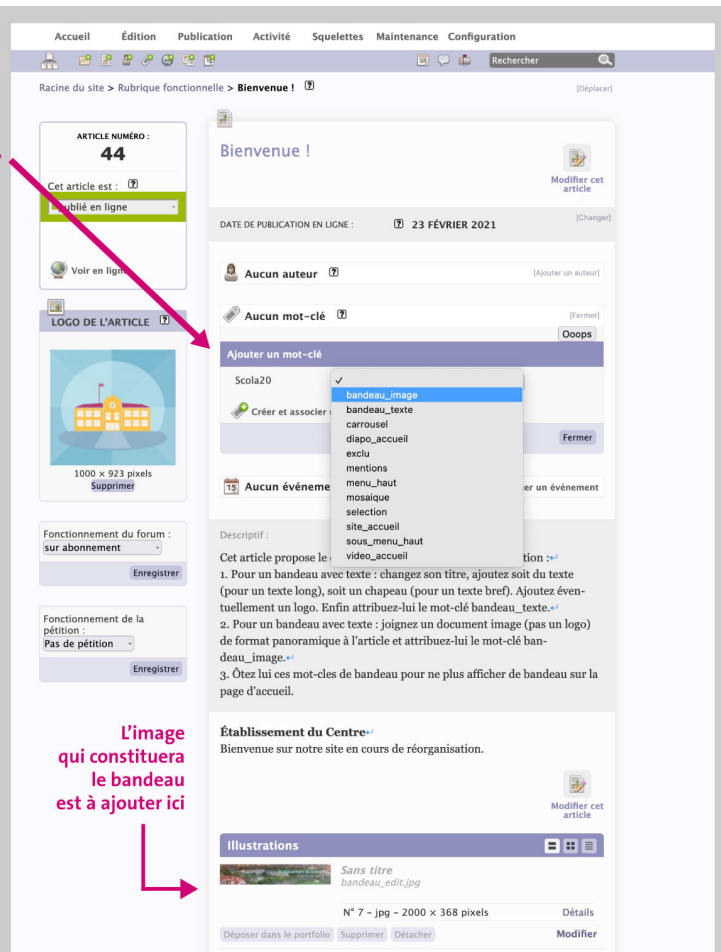 Accueil Édition Publication Activité Squelettes Maintenance Configuration
Rechercher
Racine du site > Rubrique fonctionnelle > Bienvenue ! ?
[Déplacer]
ARTICLE NUMÉRO :
44
Cet article est : ?
publié en ligne
Voir en ligne
LOGO DE L'ARTICLE ?
1000 × 923 pixels
Supprimer
Fonctionnement du forum :
sur abonnement
Enregistrer
Fonctionnement de la
pétition :
Pas de pétition
Enregistrer
L'image
qui constituera
le bandeau
est à ajouter ici
Bienvenue !
Modifier cet
article
DATE DE PUBLICATION EN LIGNE : ? 23 FÉVRIER 2021
[Changer]
Aucun auteur ?
[Ajouter un auteur]
Aucun mot-clé ?
[Fermer]
Ooops
Ajouter un mot-clé
Scola20
✓
bandeau_image
bandeau_texte
carrousel
diapo_accueil
exclu
mentions
menu_haut
mosaique
selection
site_accueil
sous_menu_haut
video_accueil
Créer et associer
Fermer
15 Aucun événeme
er un événement
Descriptif :
Cet article propose le tion :↵
1. Pour un bandeau avec texte : changez son titre, ajoutez soit du texte
(pour un texte long), soit un chapeau (pour un texte bref). Ajoutez éven-
tuellement un logo. Enfin attribuez-lui le mot-clé bandeau_texte.↵
2. Pour un bandeau avec texte : joignez un document image (pas un logo)
de format panoramique à l'article et attribuez-lui le mot-clé ban-
deau_image.↵
3. Ôtez lui ces mot-cles de bandeau pour ne plus afficher de bandeau sur la
page d'accueil.
Établissement du Centre↵
Bienvenue sur notre site en cours de réorganisation.
Modifier cet
article
Illustrations
Sans titre
bandeau_edit.jpg
N° 7 – jpg – 2000 × 368 pixels
Détails
Déposer dans le portfolio Supprimer Détacher
Modifier